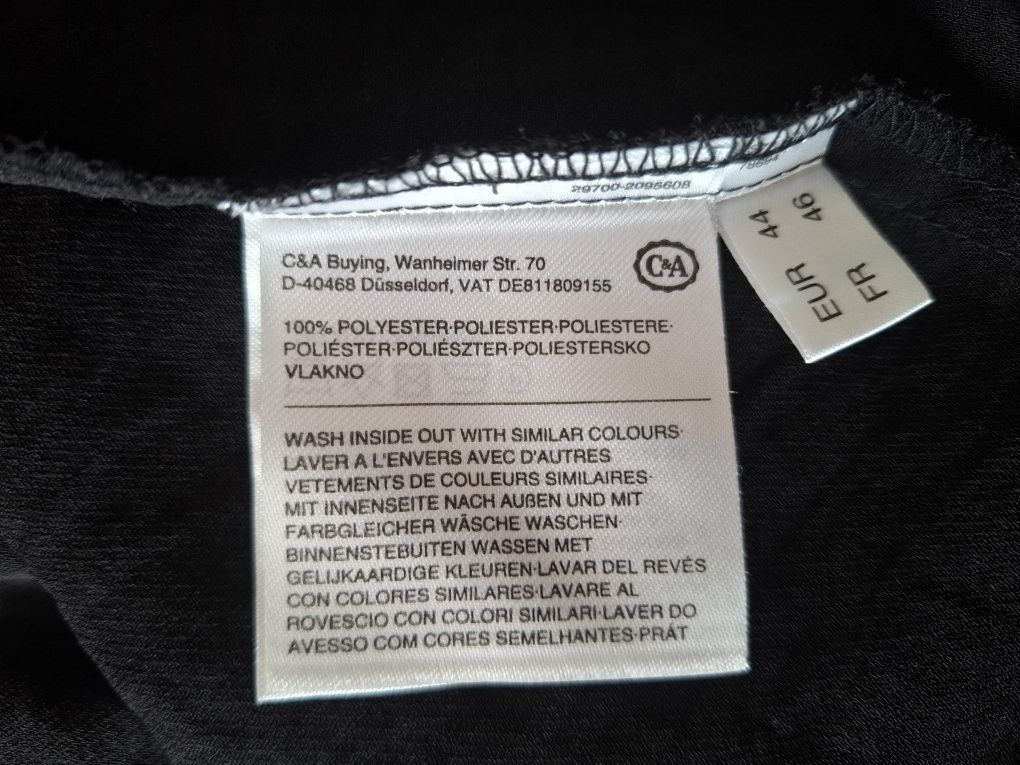 29700-2095608
78694
C&A Buying, Wanheimer Str. 70
D-40468 Düsseldorf, VAT DE811809155
C&A
100% POLYESTER·POLIESTER·POLIESTERE·
POLIÉSTER·POLIÉSZTER·POLIESTERSKO
VLAKNO
WASH INSIDE OUT WITH SIMILAR COLOURS·
LAVER A L'ENVERS AVEC D'AUTRES
VETEMENTS DE COULEURS SIMILAIRES·
MIT INNENSEITE NACH AUßEN UND MIT
FARBGLEICHER WÄSCHE WASCHEN·
BINNENSTEBUITEN WASSEN MET
GELIJKAARDIGE KLEUREN·LAVAR DEL REVÉS
CON COLORES SIMILARES·LAVARE AL
ROVESCIO CON COLORI SIMILARI·LAVER DO
AVESSO COM CORES SEMELHANTES·PRÁT
EUR 44
FR 46